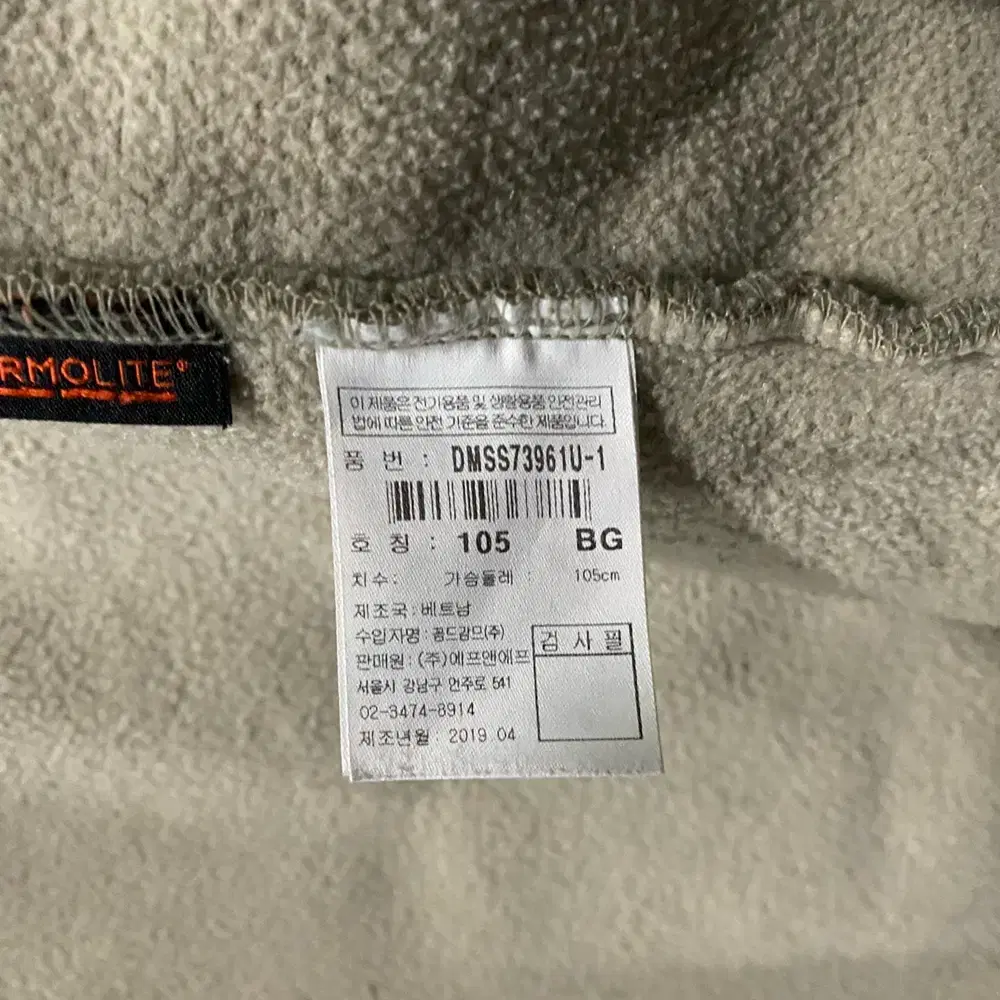 RMOLITE®
이 제품은 전기용품 및 생활용품 안전관리
법에 따른 안전 기준을 준수한 제품입니다.
품 번 : DMSS73961U-1
호 칭 : 105 BG
치수: 가슴둘레 : 105cm
제조국: 베트남
수입자명: 곰드감므(주)
판매원: (주)에프앤에프
검 사 필
서울시 강남구 언주로 541
02-3474-8914
제조년월: 2019 04